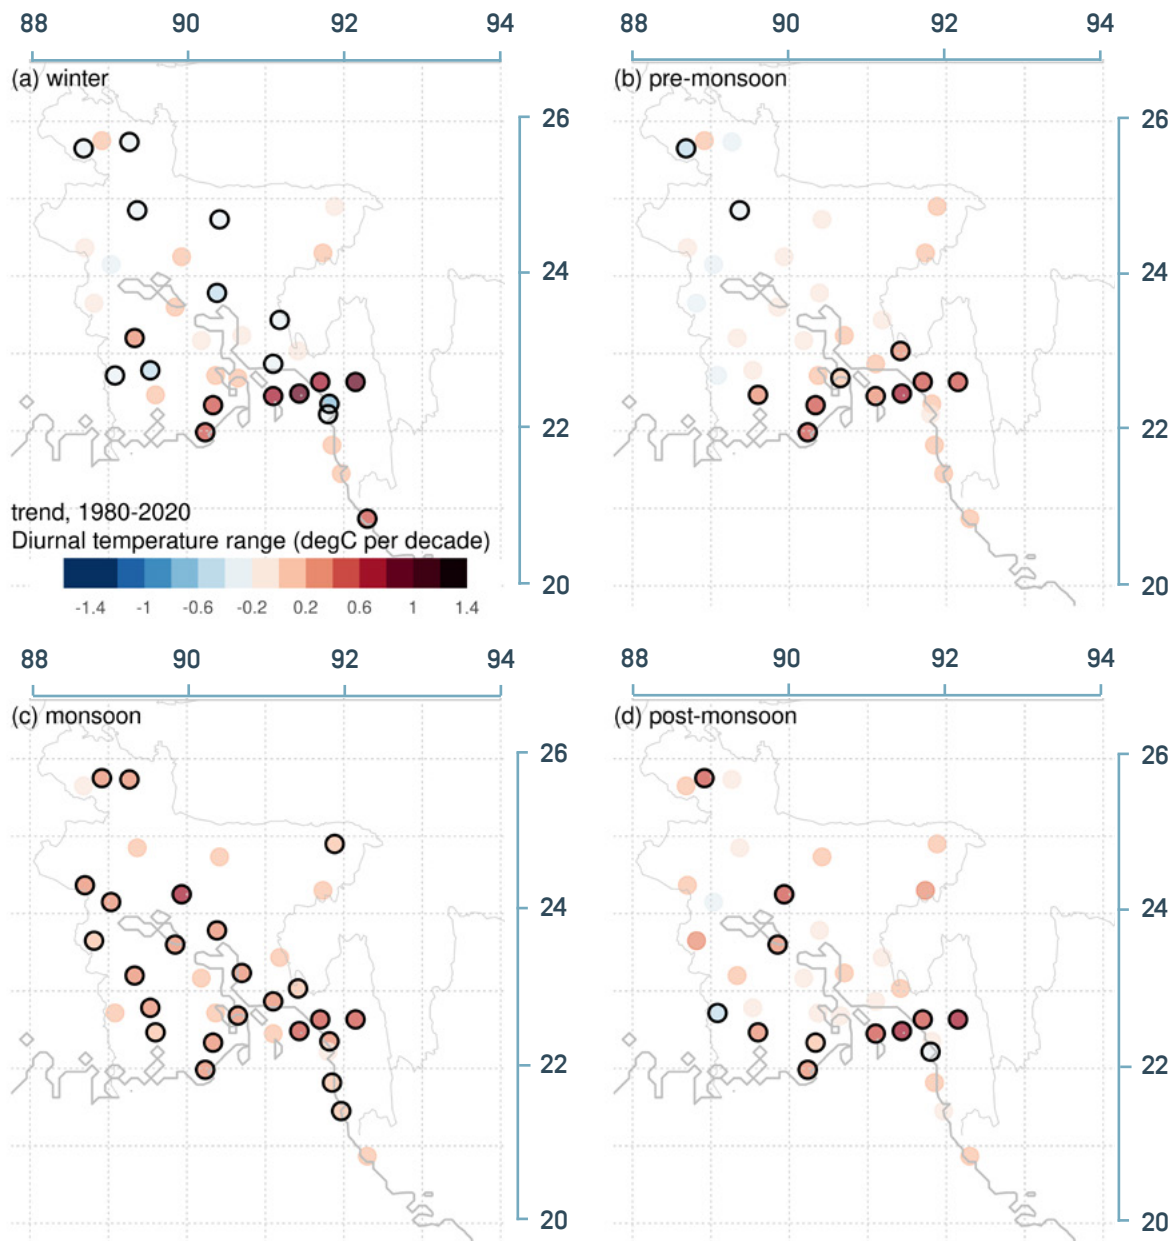 88 90 92 94
88 90 92 94
(a) winter
(b) pre-monsoon
26
26
24
24
22
22
trend, 1980-2020
Diurnal temperature range (degC per decade)
20
20
-1.4 -1 -0.6 -0.2 0.2 0.6 1 1.4
88 90 92 94
88 90 92 94
(c) monsoon
(d) post-monsoon
26
26
24
24
22
22
20
20